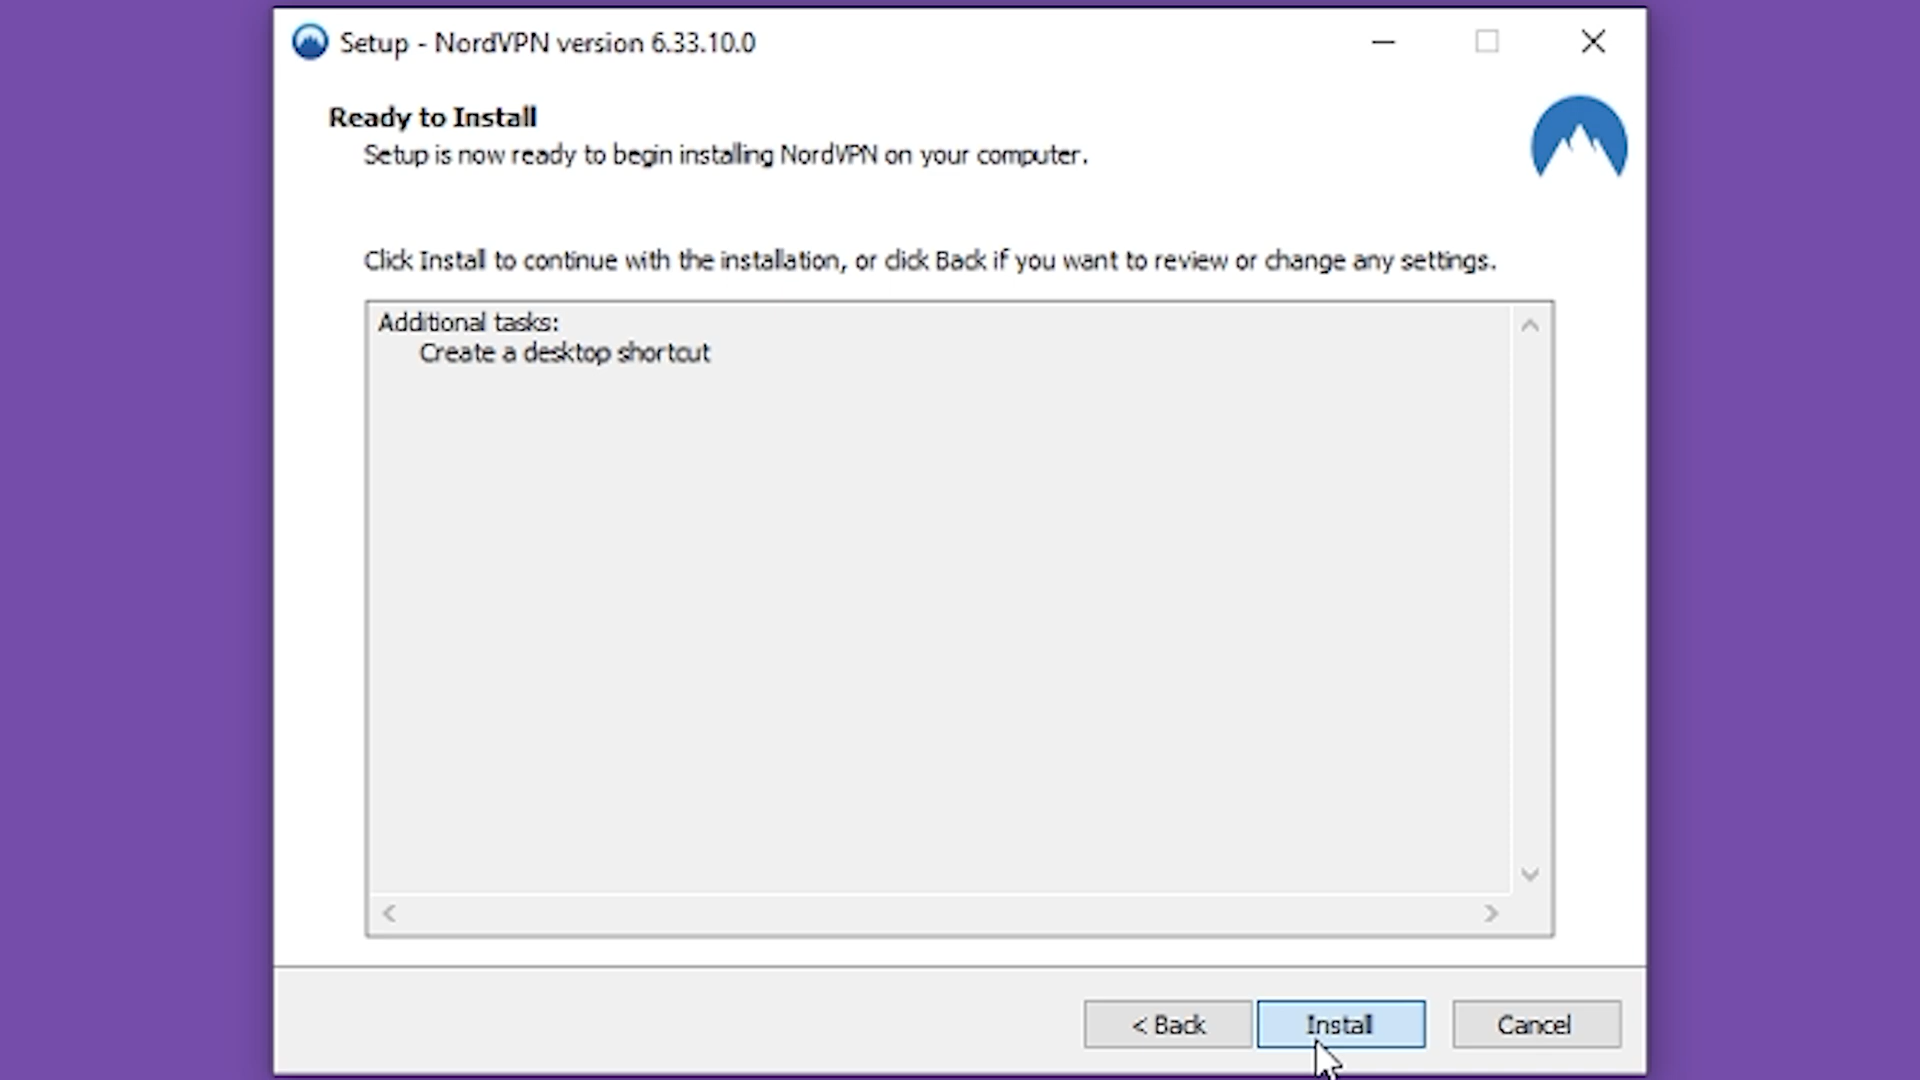 Setup - NordVPN version 6.33.10.0
Ready to Install
Setup is now ready to begin installing NordVPN on your computer.
Click Install to continue with the installation, or click Back if you want to review or change any settings.
Additional tasks:
Create a desktop shortcut
< Back
Install
Cancel